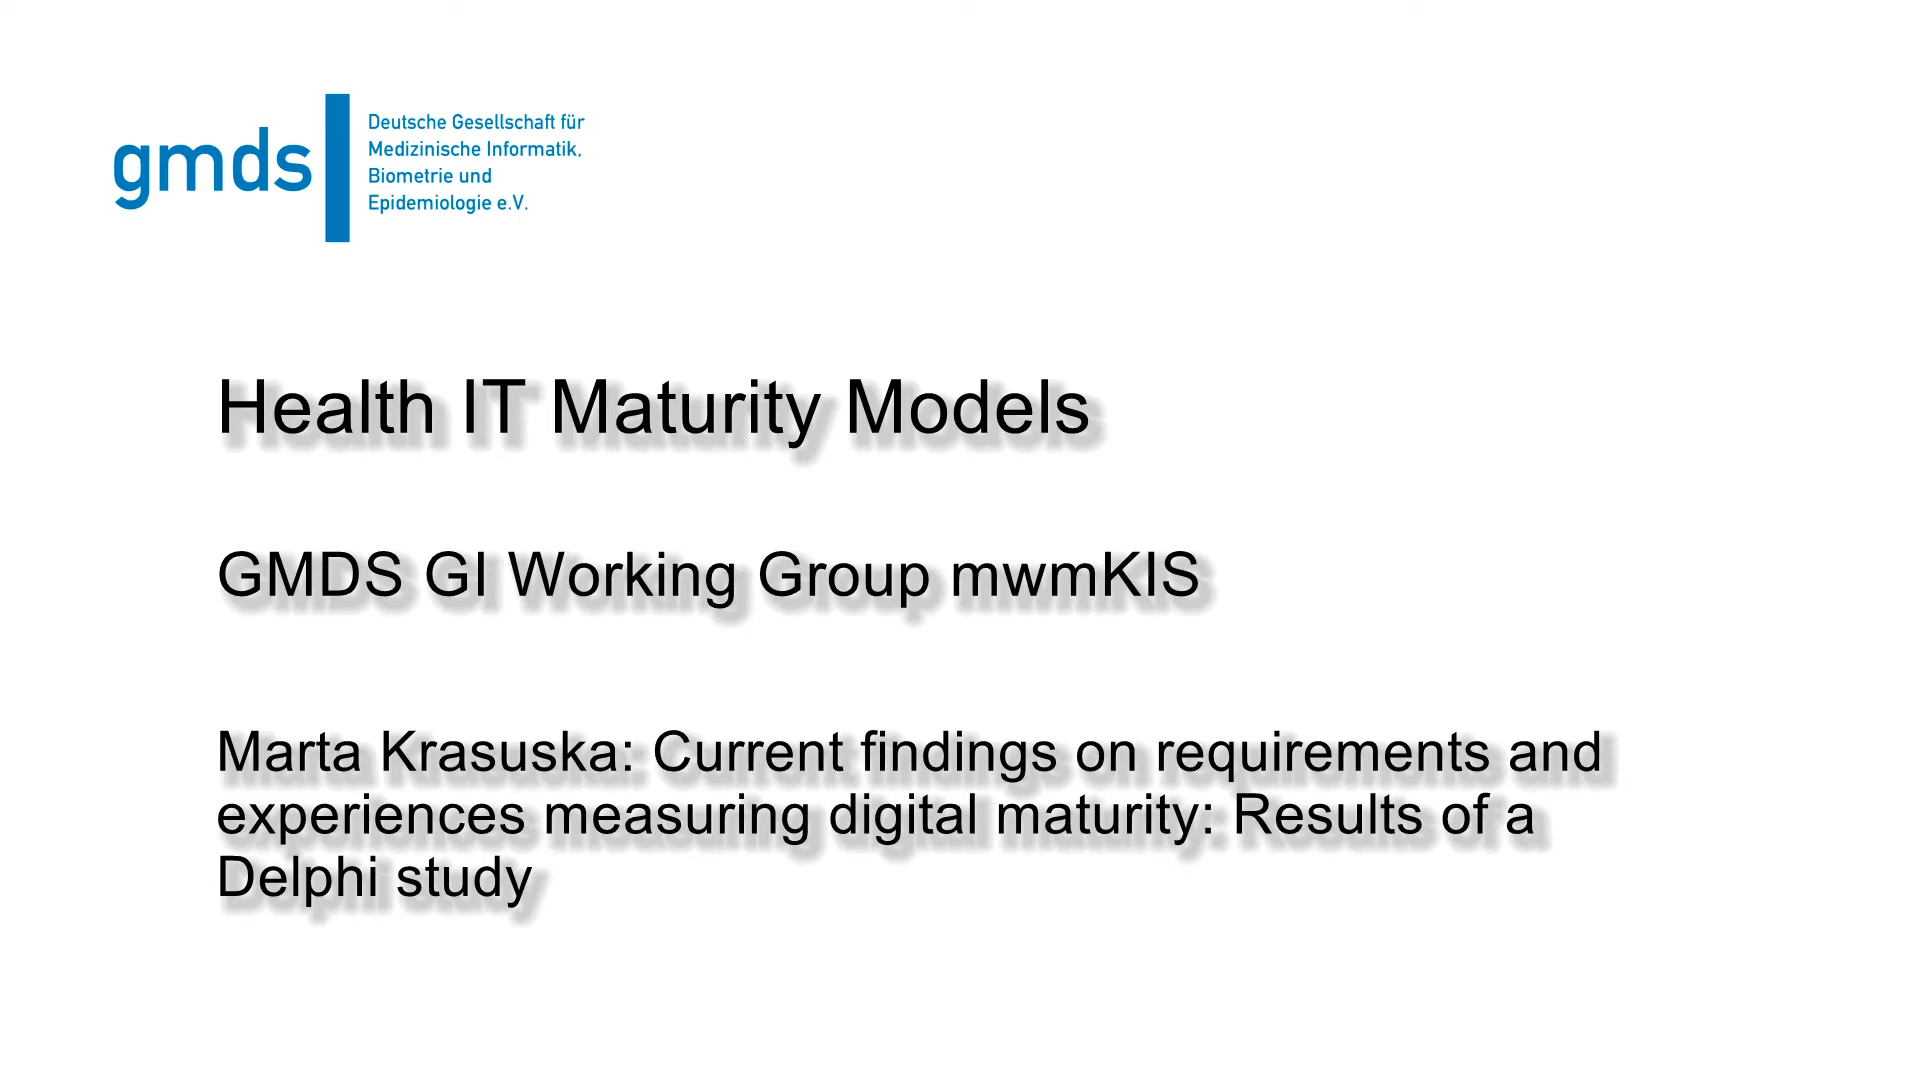 gmds
Deutsche Gesellschaft für
Medizinische Informatik,
Biometrie und
Epidemiologie e.V.
Health IT Maturity Models
GMDS GI Working Group mwmKIS
Marta Krasuska: Current findings on requirements and
experiences measuring digital maturity: Results of a
Delphi study